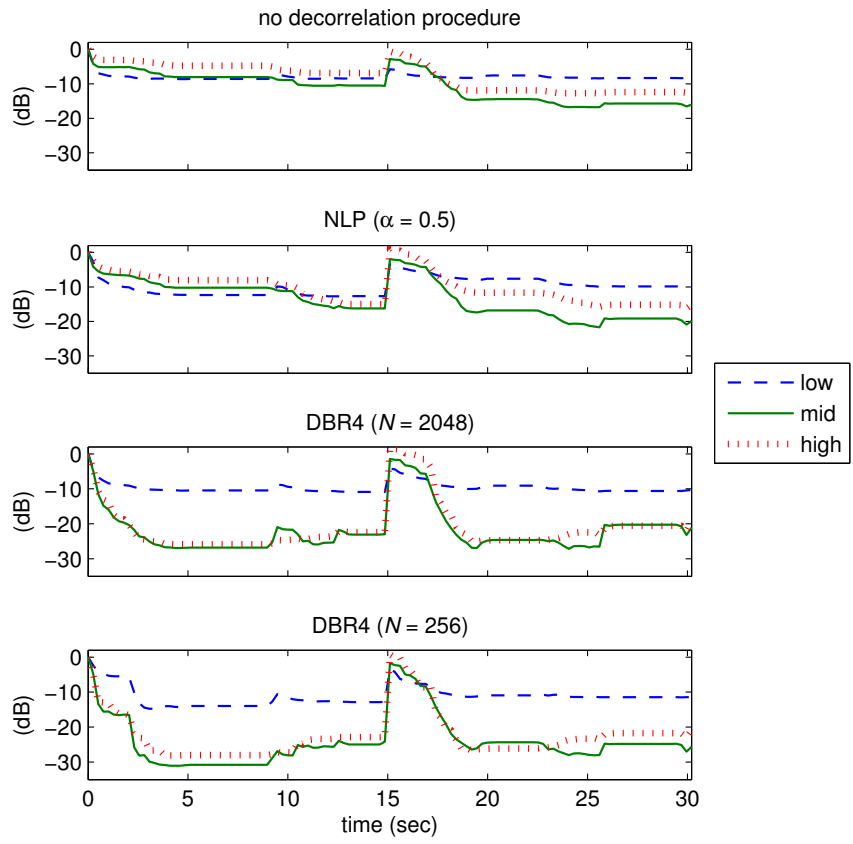 no decorrelation procedure
0
−10
−20
−30
(dB)
NLP (α = 0.5)
0
−10
−20
−30
(dB)
DBR4 (N = 2048)
0
−10
−20
−30
(dB)
DBR4 (N = 256)
0
−10
−20
−30
(dB)
0 5 10 15 20 25 30
time (sec)
low
mid
high